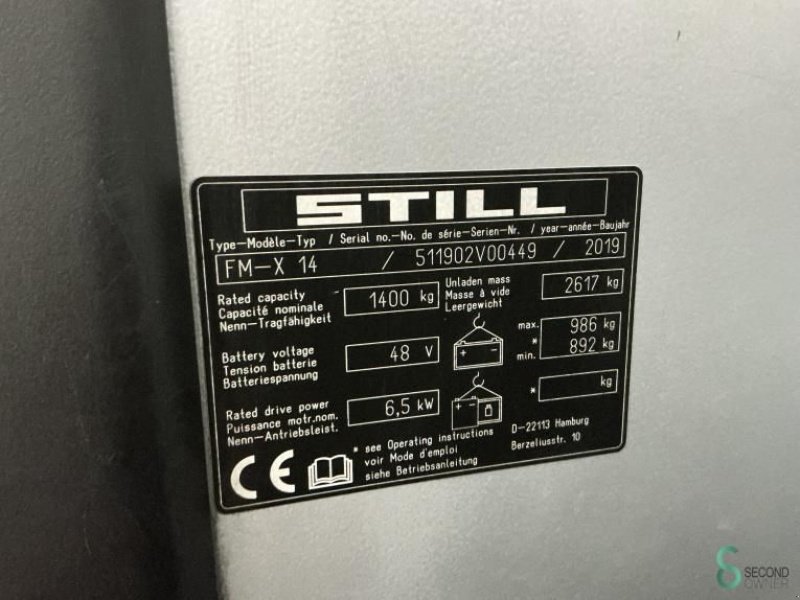 STILL
Type-Modèle-Typ / Serial no.-No. de série-Serien-Nr. / year-année-Baujahr
FM-X 14 / 511902V00449 / 2019
Rated capacity
Capacité nominale
Nenn-Tragfähigkeit
1400 kg
Unladen mass
Masse à vide
Leergewicht
2617 kg
Battery voltage
Tension batterie
Batteriespannung
48 V
+ -
max. 986 kg
*
min. 892 kg
Rated drive power
Puissance motr.nom.
Nenn-Antriebsleist.
6,5 kW
+ -
* kg
CE
* see Operating instructions
voir Mode d'emploi
siehe Betriebsanleitung
D-22113 Hamburg
Berzeliusstr. 10
SECOND
OWNER